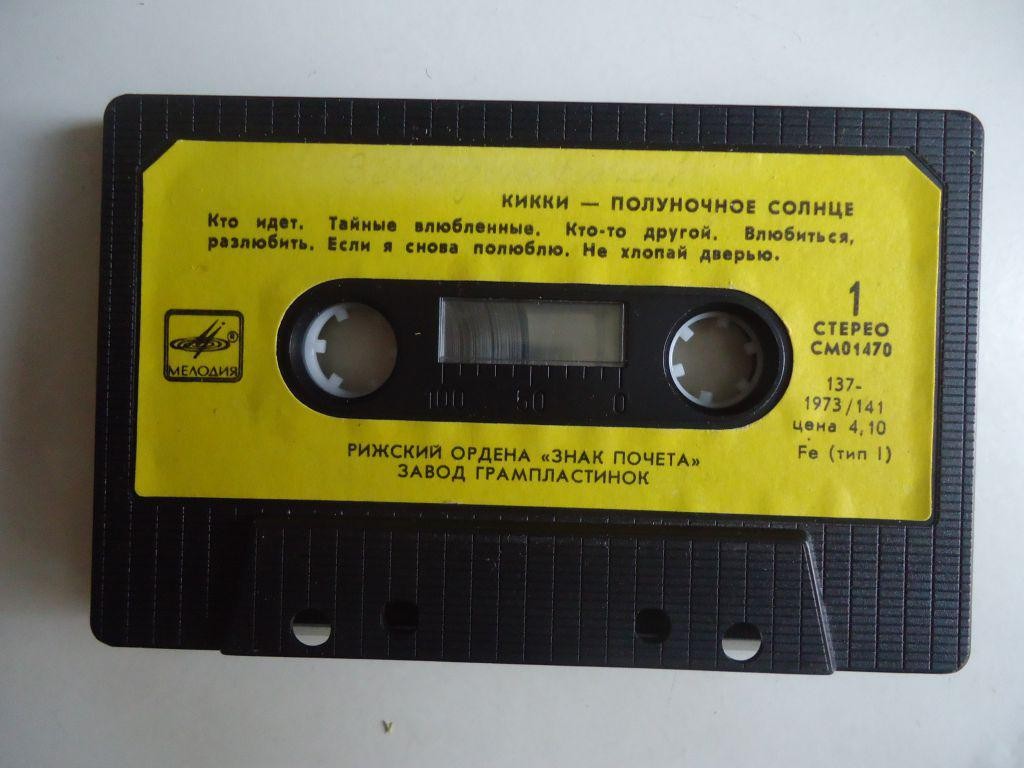 КИККИ — ПОЛУНОЧНОЕ СОЛНЦЕ
Кто идет. Тайные влюбленные. Кто-то другой. Влюбиться,
разлюбить. Если я снова полюблю. Не хлопай дверью.
1
СТЕРЕО
СМ01470
® МЕЛОДИЯ
100 50 0
137-
1973/141
цена 4,10
Fe (тип I)
РИЖСКИЙ ОРДЕНА «ЗНАК ПОЧЕТА»
ЗАВОД ГРАМПЛАСТИНОК